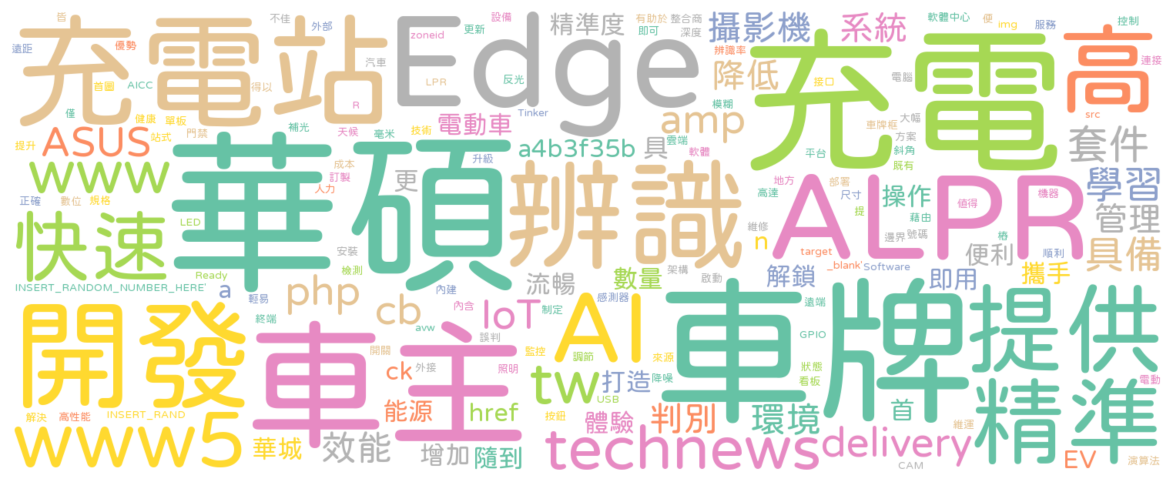 充電站
Edge
充電
高
華碩
辨識
ALPR
車牌
提供
精準
開發
車主
AI
快速
www
www5
technews
delivery
ASUS
amp
a4b3f35b
php
cb
IoT
tw
ck
href
EV
n
a
具
更
首
攝影機
系統
精準度
降低
電動車
套件
學習
管理
具備
操作
便利
即用
攜手
解鎖
數量
流暢
打造
體驗
判別
環境
能源
華城
效能
增加
隨到
皆
不佳
外部
遠距
優勢
zoneid
設備
更新
有助於
即可
整合商
深度
辨識率
軟體中心
便
img
服務
控制
連接
汽車
首圖
AICC
得以
LPR
反光
Tinker
R
模糊
接口
電腦
src
車牌框
大幅
方案
斜角
平台
既有
僅
健康
單板
站式
門禁
補光
天候
毫米
技術
雲端
軟體
提升
成本
訂製
人力
升級
正確
數位
規格
LED
安裝
檢測
Ready
輕易
INSERT_RANDOM_NUMBER_HERE'
終端
內建
架構
啟動
維修
地方
高達
部署
尺寸
提
藉由
值得
機器
邊界
號碼
樁
順利
target
_blank'
Software
內含
制定
avw
誤判
感測器
遠端
GPIO
監控
調節
來源
狀態
看板
降噪
USB
按鈕
開關
外接
照明
解決
高性能
INSERT_RAND
電動
維運
CAM
演算法